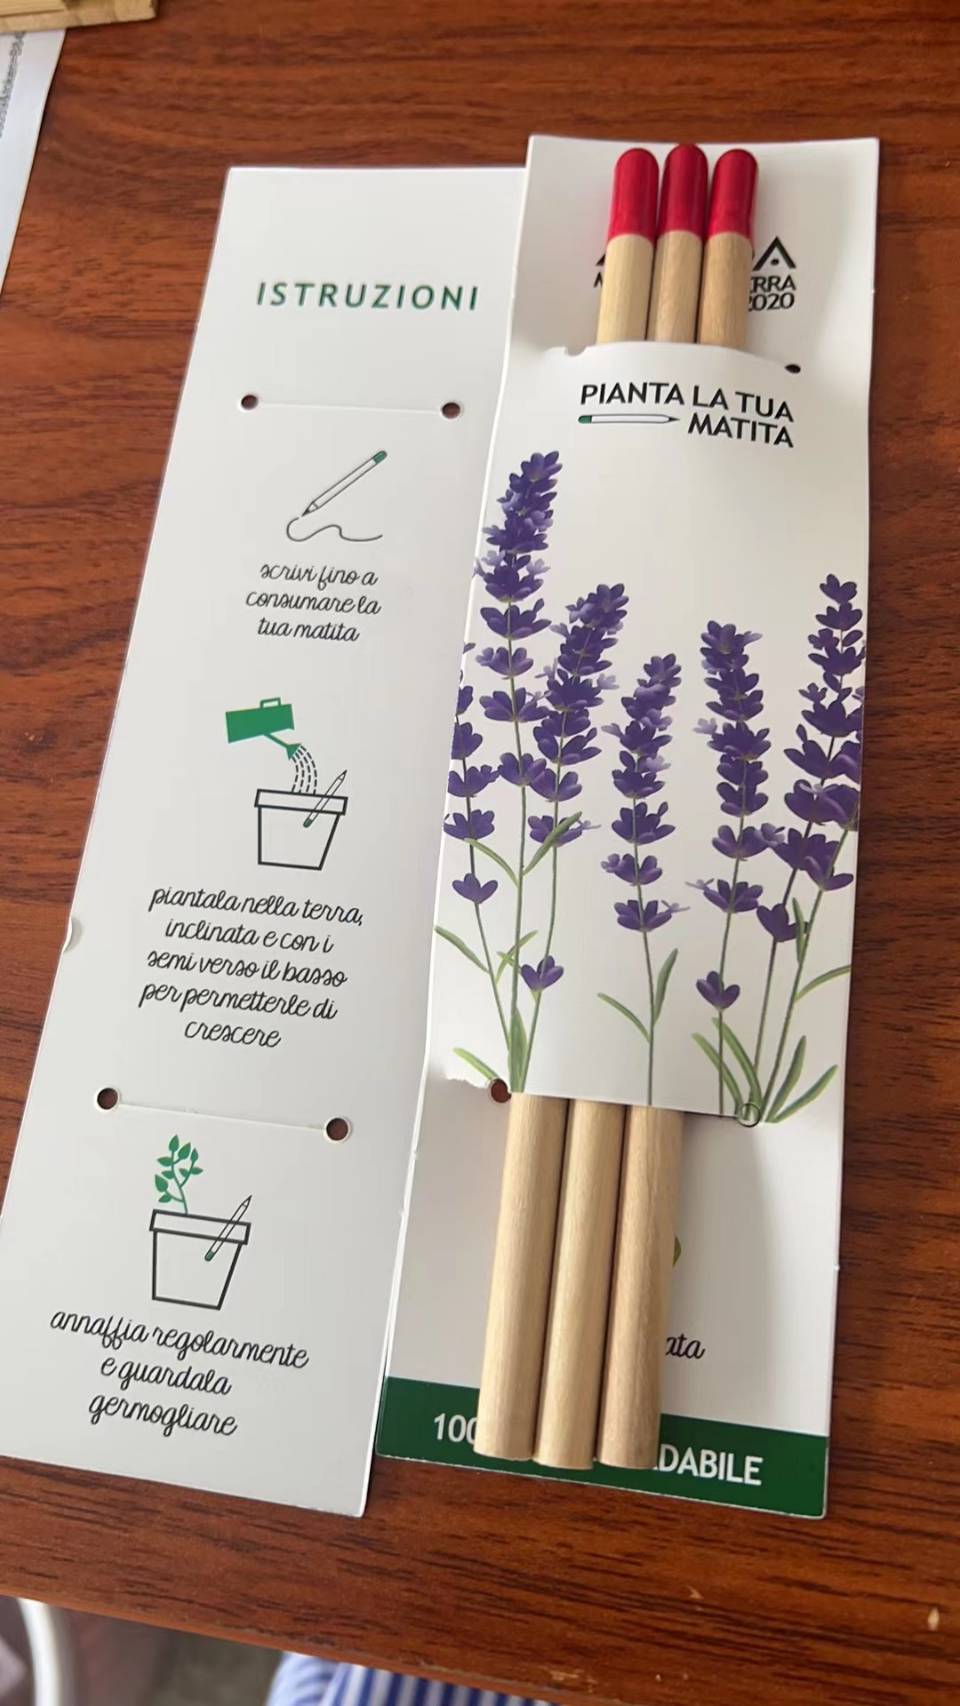 ISTRUZIONI
scrivi fino a
consumare la
tua matita
piantala nella terra,
inclinata e con i
semi verso il basso
per permetterle di
crescere
annaffia regolarmente
e guardala
germogliare
PIANTA LA TUA
MATITA